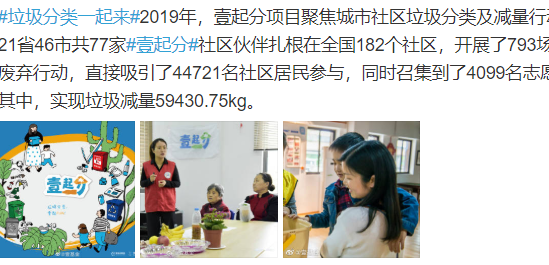 #垃圾分类一起来#2019年，壹起分项目聚焦城市社区垃圾分类及减量行
21省46市共77家#壹起分#社区伙伴扎根在全国182个社区，开展了793场
废弃行动，直接吸引了44721名社区居民参与，同时召集到了4099名志
其中，实现垃圾减量59430.75kg。
壹起分
壹起分